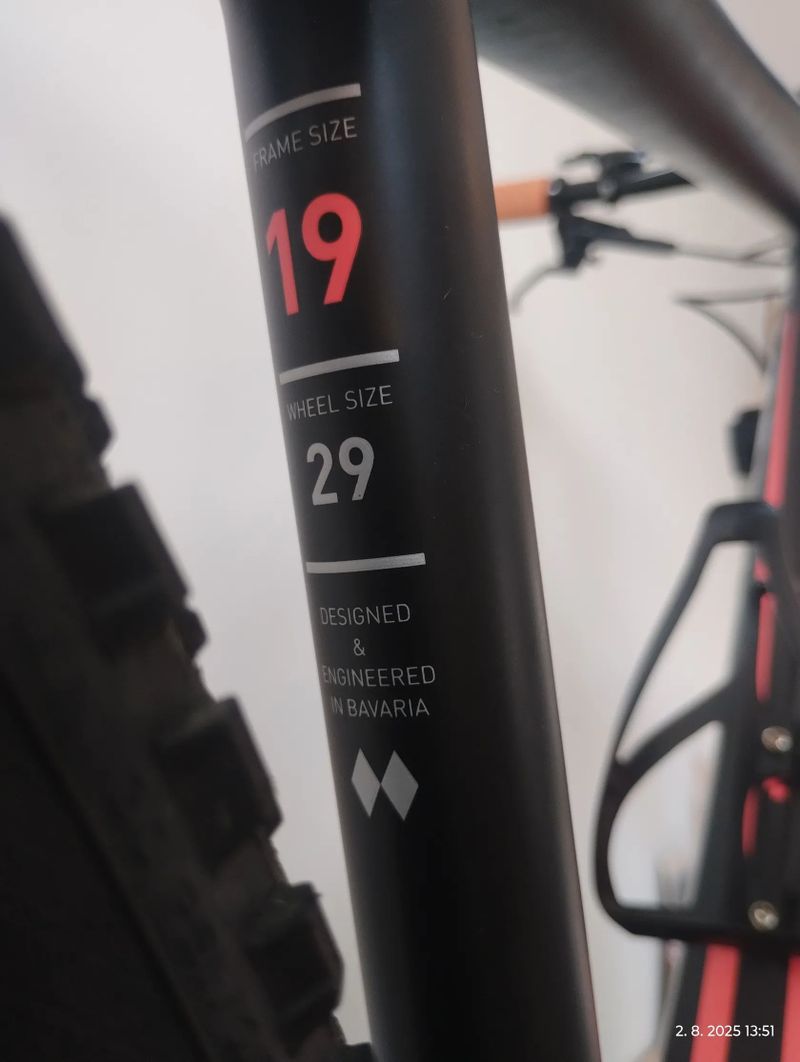 FRAME SIZE
19
WHEEL SIZE
29
DESIGNED
&
ENGINEERED
IN BAVARIA
2. 8. 2025 13:51